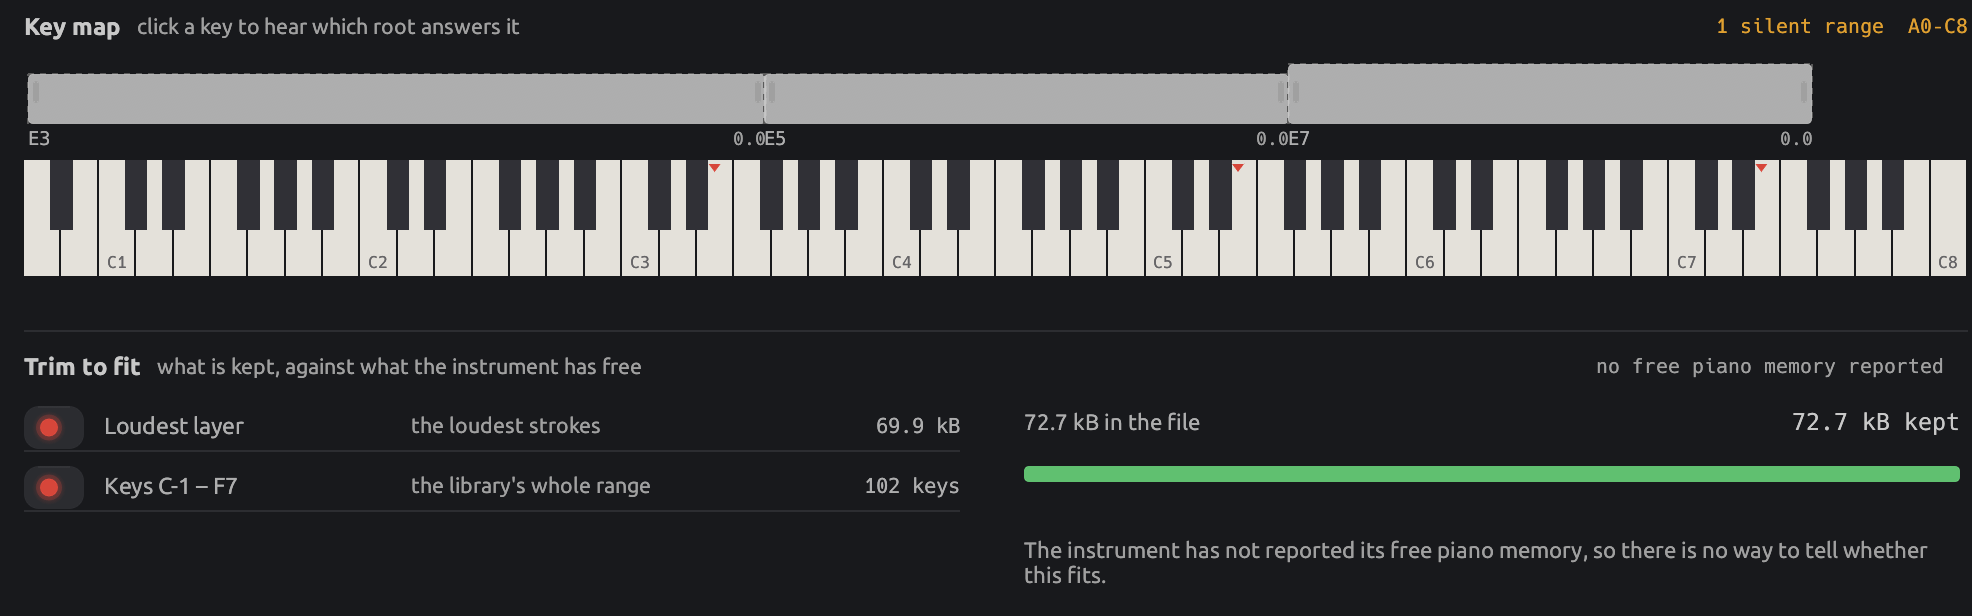 Key map click a key to hear which root answers it 1 silent range A0-C8
E3 0.0E5 0.0E7 0.0
C1 C2 C3 C4 C5 C6 C7 C8
Trim to fit what is kept, against what the instrument has free no free piano memory reported
Loudest layer the loudest strokes 69.9 kB
Keys C-1 – F7 the library's whole range 102 keys
72.7 kB in the file 72.7 kB kept
The instrument has not reported its free piano memory, so there is no way to tell whether
this fits.